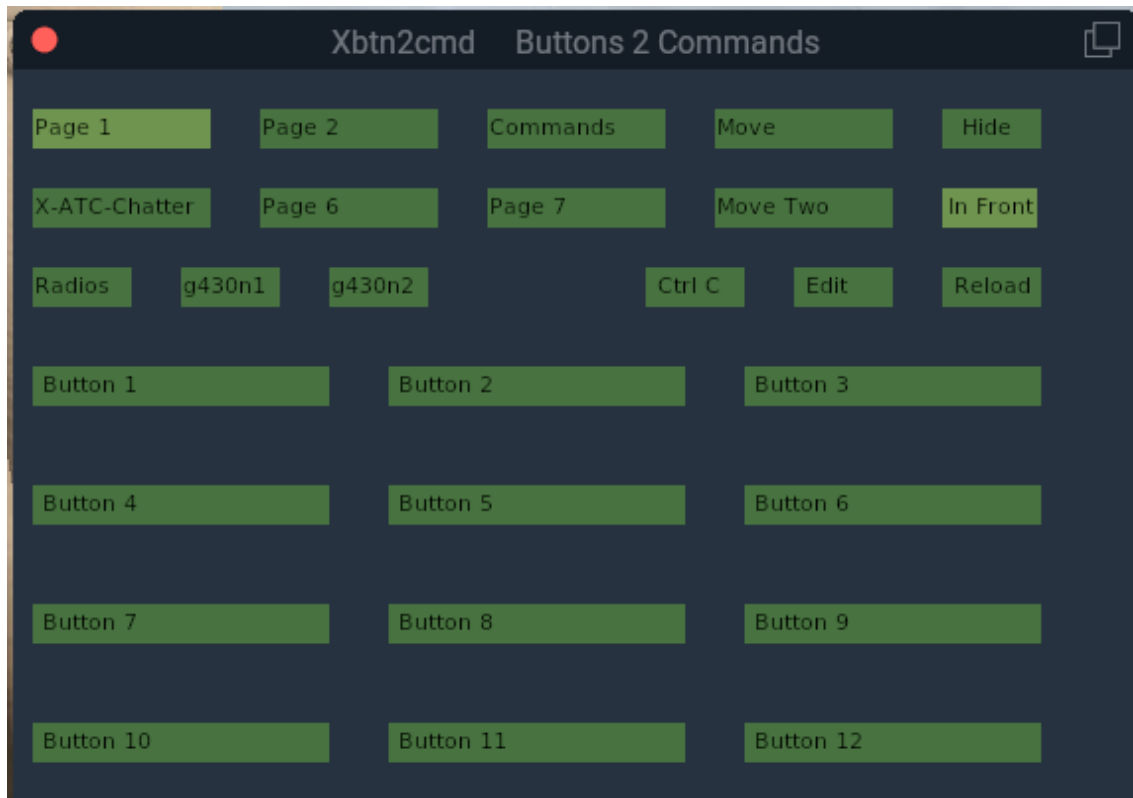 Xbtn2cmd Buttons 2 Commands
Page 1 Page 2 Commands Move Hide
X-ATC-Chatter Page 6 Page 7 Move Two In Front
Radios g430n1 g430n2 Ctrl C Edit Reload
Button 1 Button 2 Button 3
Button 4 Button 5 Button 6
Button 7 Button 8 Button 9
Button 10 Button 11 Button 12